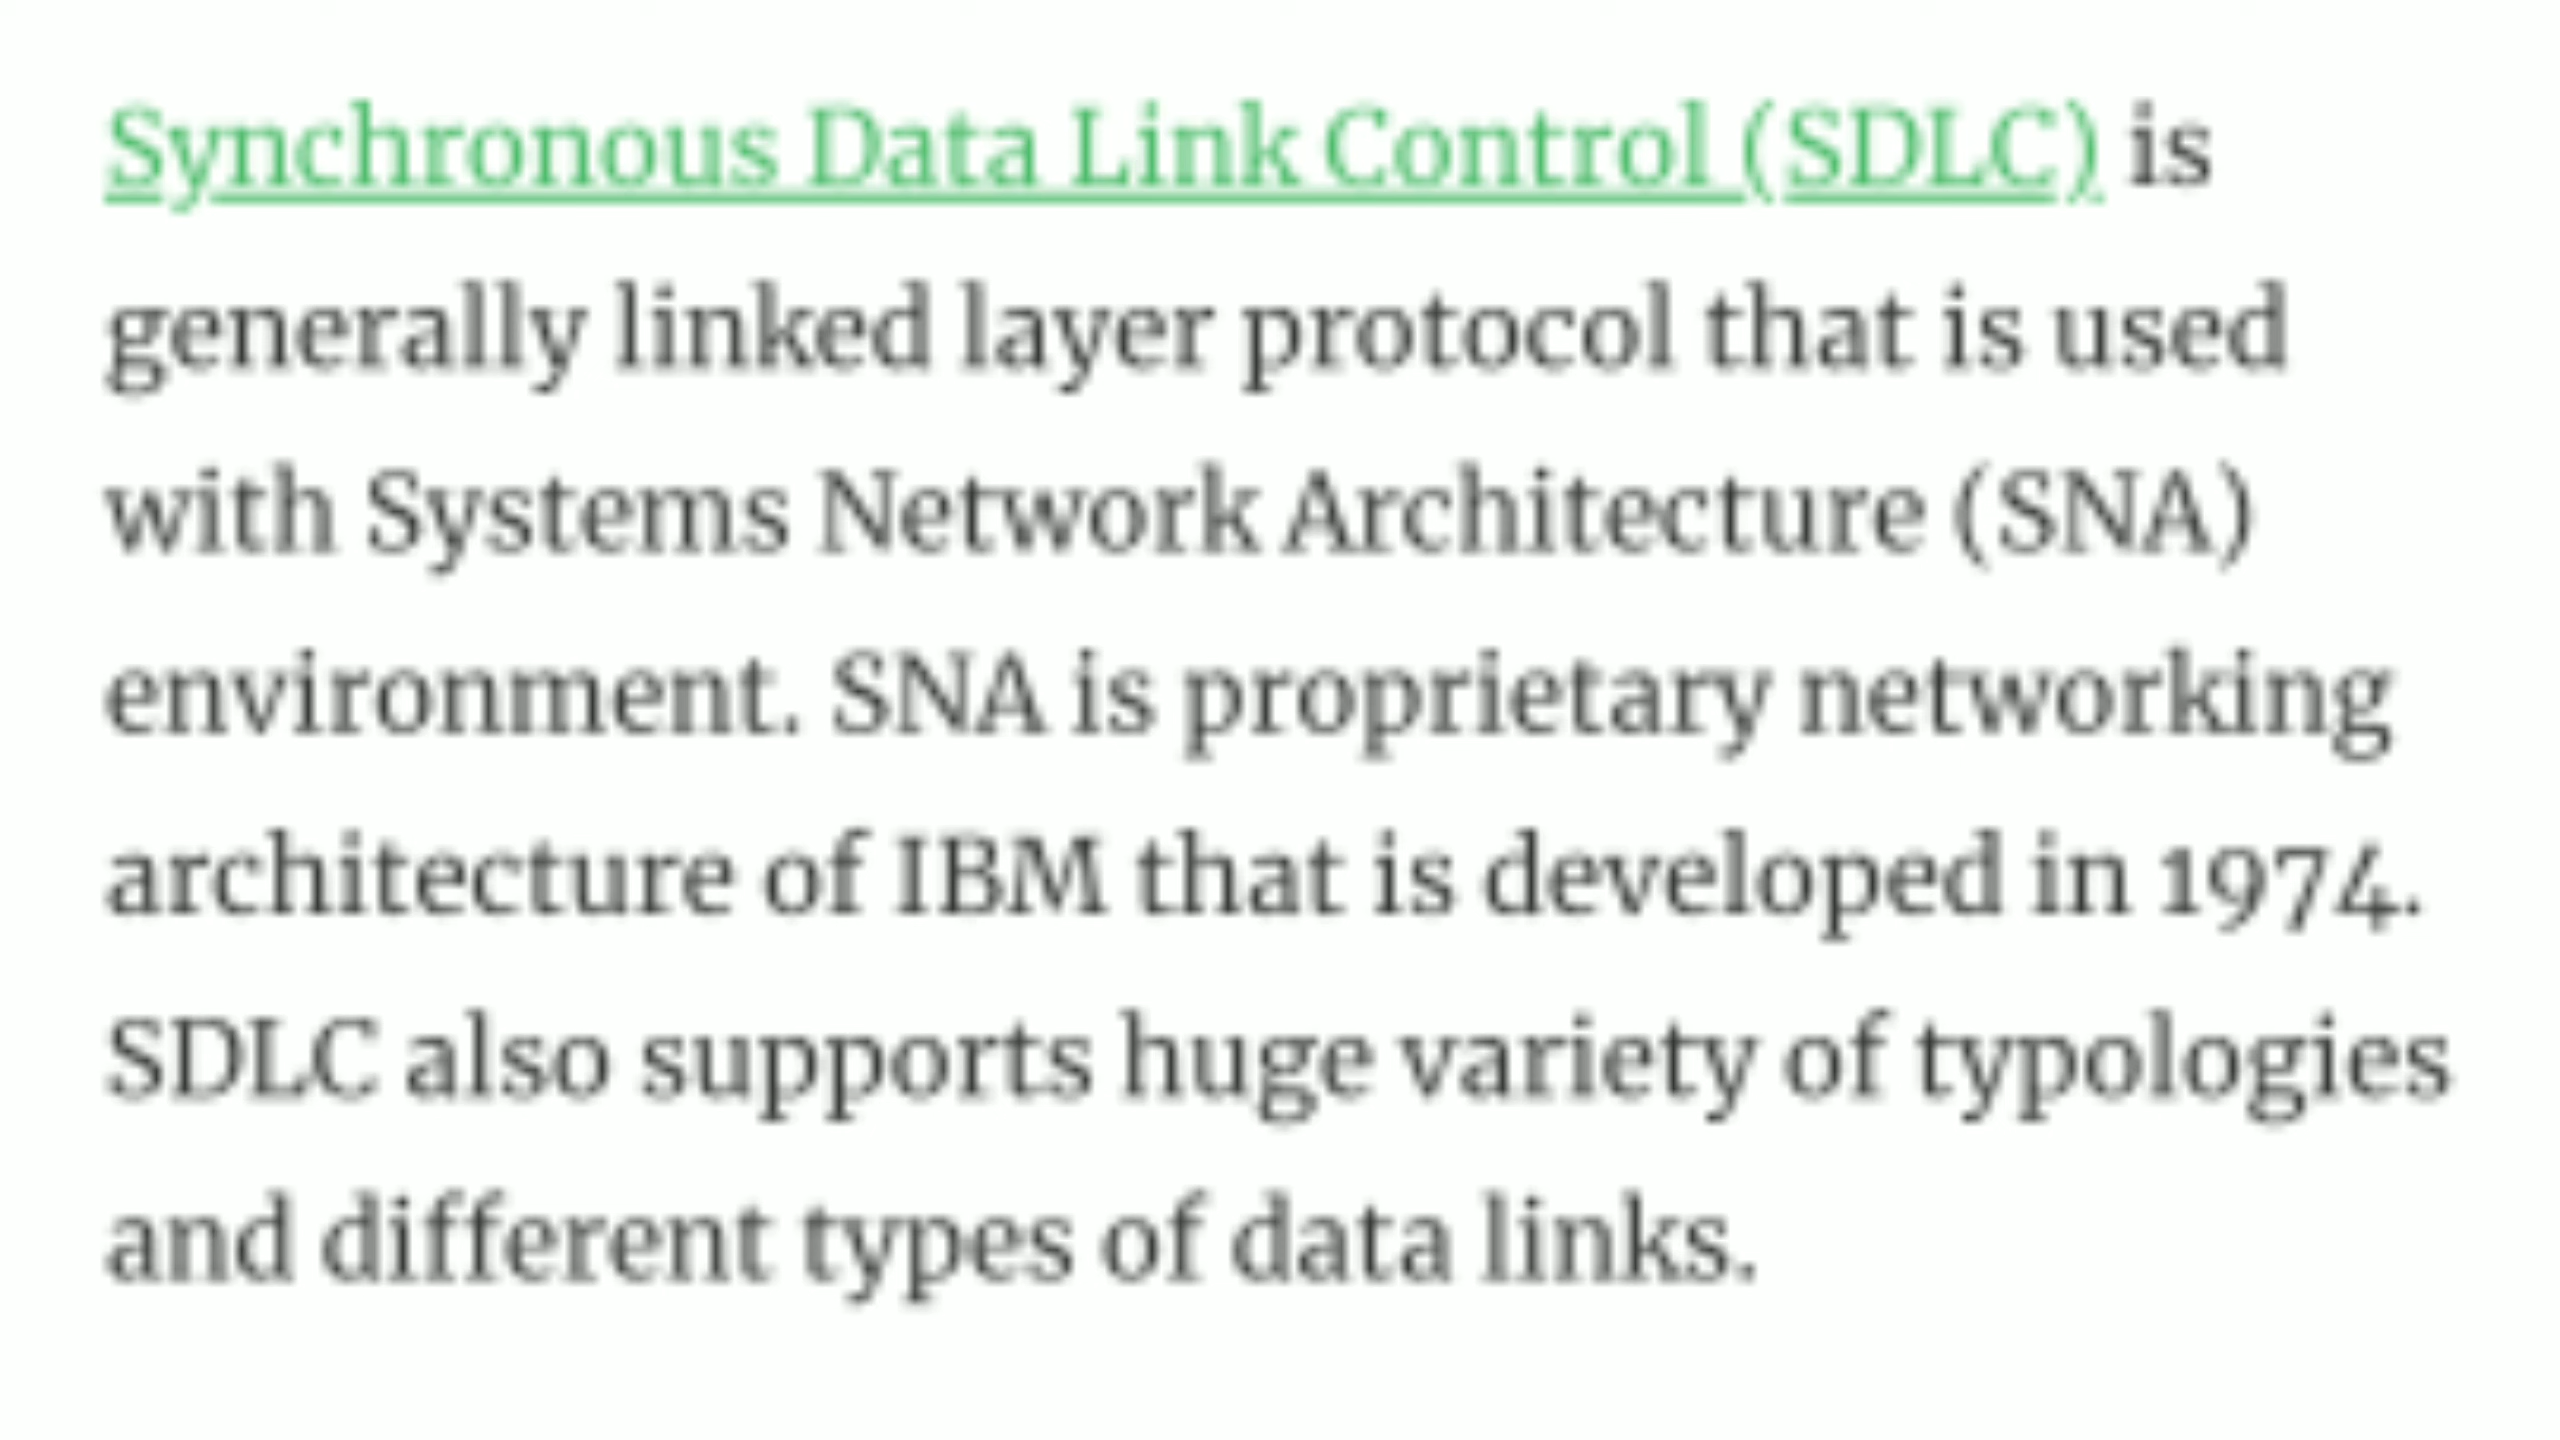 Synchronous Data Link Control (SDLC) is
generally linked layer protocol that is used
with Systems Network Architecture (SNA)
environment. SNA is proprietary networking
architecture of IBM that is developed in 1974.
SDLC also supports huge variety of typologies
and different types of data links.